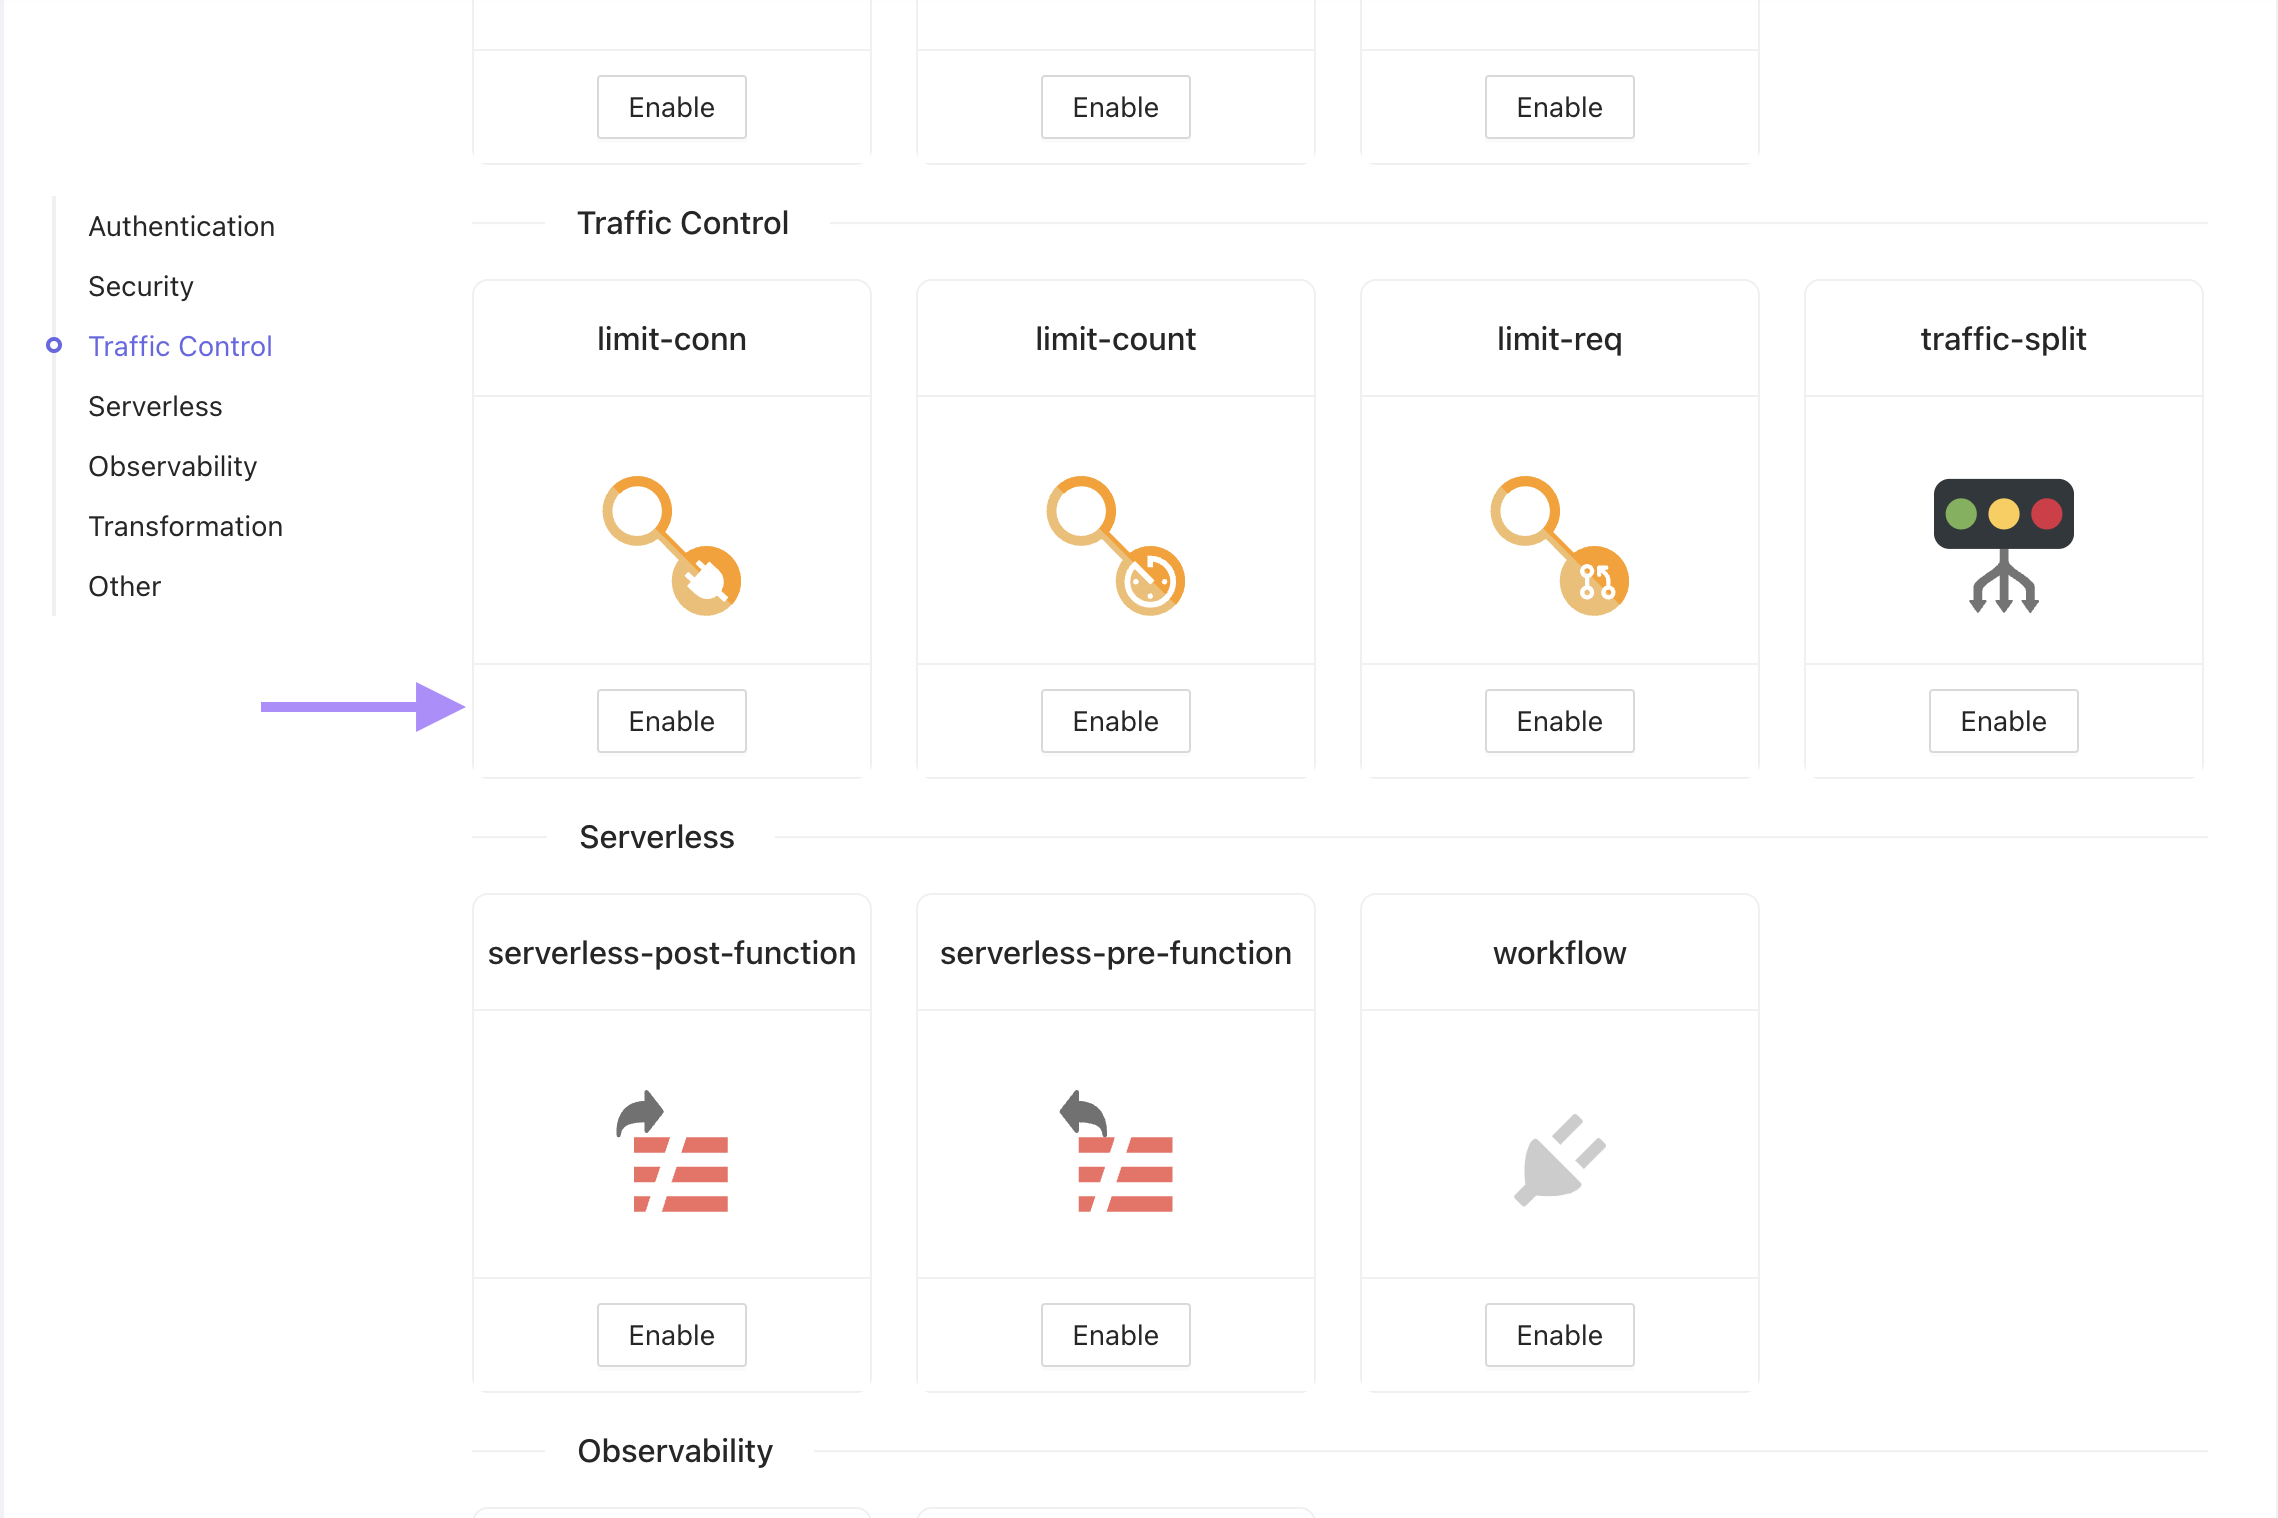 Enable
Enable
Enable
Authentication
Security
Traffic Control
Serverless
Observability
Transformation
Other
Traffic Control
limit-conn
limit-count
limit-req
traffic-split
Enable
Enable
Enable
Enable
Serverless
serverless-post-function
serverless-pre-function
workflow
Enable
Enable
Enable
Observability